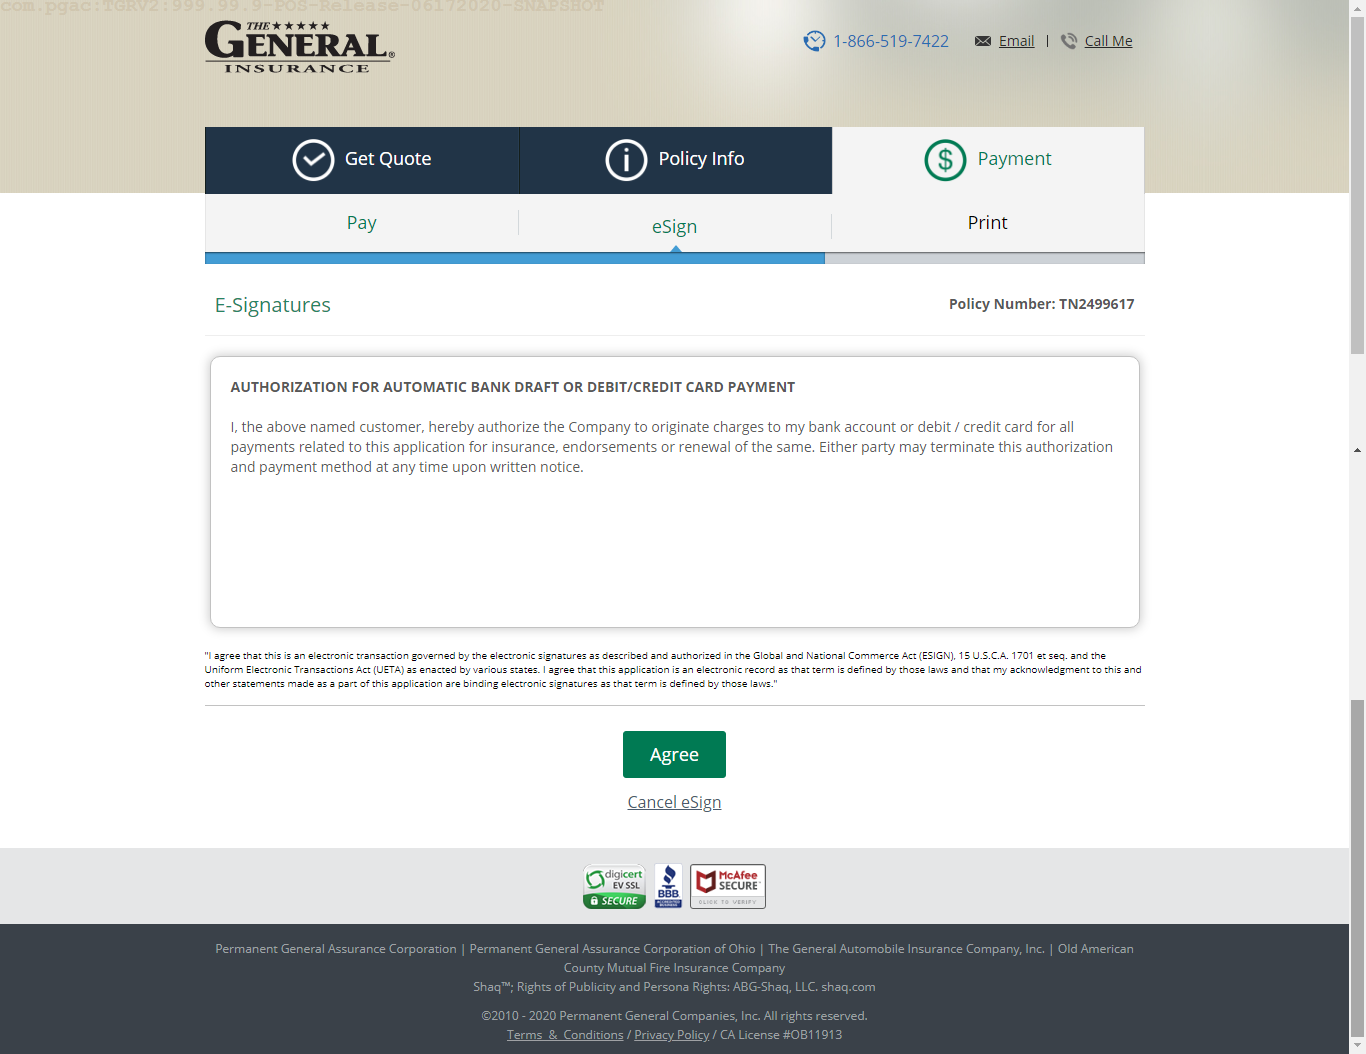 com.pgac:TGRV2:999.99.9-POS-Release-06172020-SNAPSHOT
THE ★★★★★
GENERAL®
INSURANCE
1-866-519-7422 Email | Call Me
Get Quote Policy Info Payment
Pay eSign Print
E-Signatures Policy Number: TN2499617
AUTHORIZATION FOR AUTOMATIC BANK DRAFT OR DEBIT/CREDIT CARD PAYMENT
I, the above named customer, hereby authorize the Company to originate charges to my bank account or debit / credit card for all
payments related to this application for insurance, endorsements or renewal of the same. Either party may terminate this authorization
and payment method at any time upon written notice.
"I agree that this is an electronic transaction governed by the electronic signatures as described and authorized in the Global and National Commerce Act (ESIGN), 15 U.S.C.A. 1701 et seq. and the
Uniform Electronic Transactions Act (UETA) as enacted by various states. I agree that this application is an electronic record as that term is defined by those laws and that my acknowledgment to this and
other statements made as a part of this application are binding electronic signatures as that term is defined by those laws."
Agree
Cancel eSign
digicert
EV SSL
SECURE
BBB
ACCREDITED
BUSINESS
McAfee
SECURE
CLICK TO VERIFY
Permanent General Assurance Corporation | Permanent General Assurance Corporation of Ohio | The General Automobile Insurance Company, Inc. | Old American
County Mutual Fire Insurance Company
Shaq™; Rights of Publicity and Persona Rights: ABG-Shaq, LLC. shaq.com
©2010 - 2020 Permanent General Companies, Inc. All rights reserved.
Terms & Conditions / Privacy Policy / CA License #OB11913